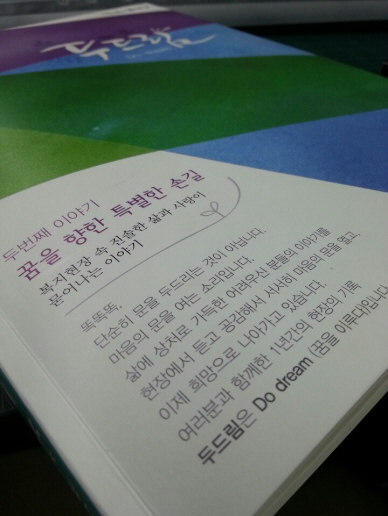 두드림
두번째 이야기
꿈을 향한 특별한 손길
복지현장 속 진솔한 삶과 사랑이
묻어나는 이야기
똑똑똑,
단순히 문을 두드리는 것이 아닙니다.
마음의 문을 여는 소리입니다.
삶에 상처로 가득한 어려우신 분들의 이야기를
현장에서 듣고 공감해서 서서히 마음의 문을 열고,
이제 희망으로 나아가고 있습니다.
여러분과 함께한 1년간의 현장의 기록
두드림은 Do dream (꿈을 이루다)입니다